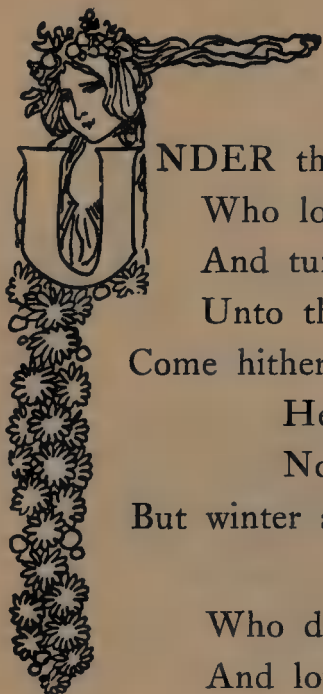 UNDER th
Who lo
And tu
Unto th
Come hither
He
No
But winter
Who d
And lo